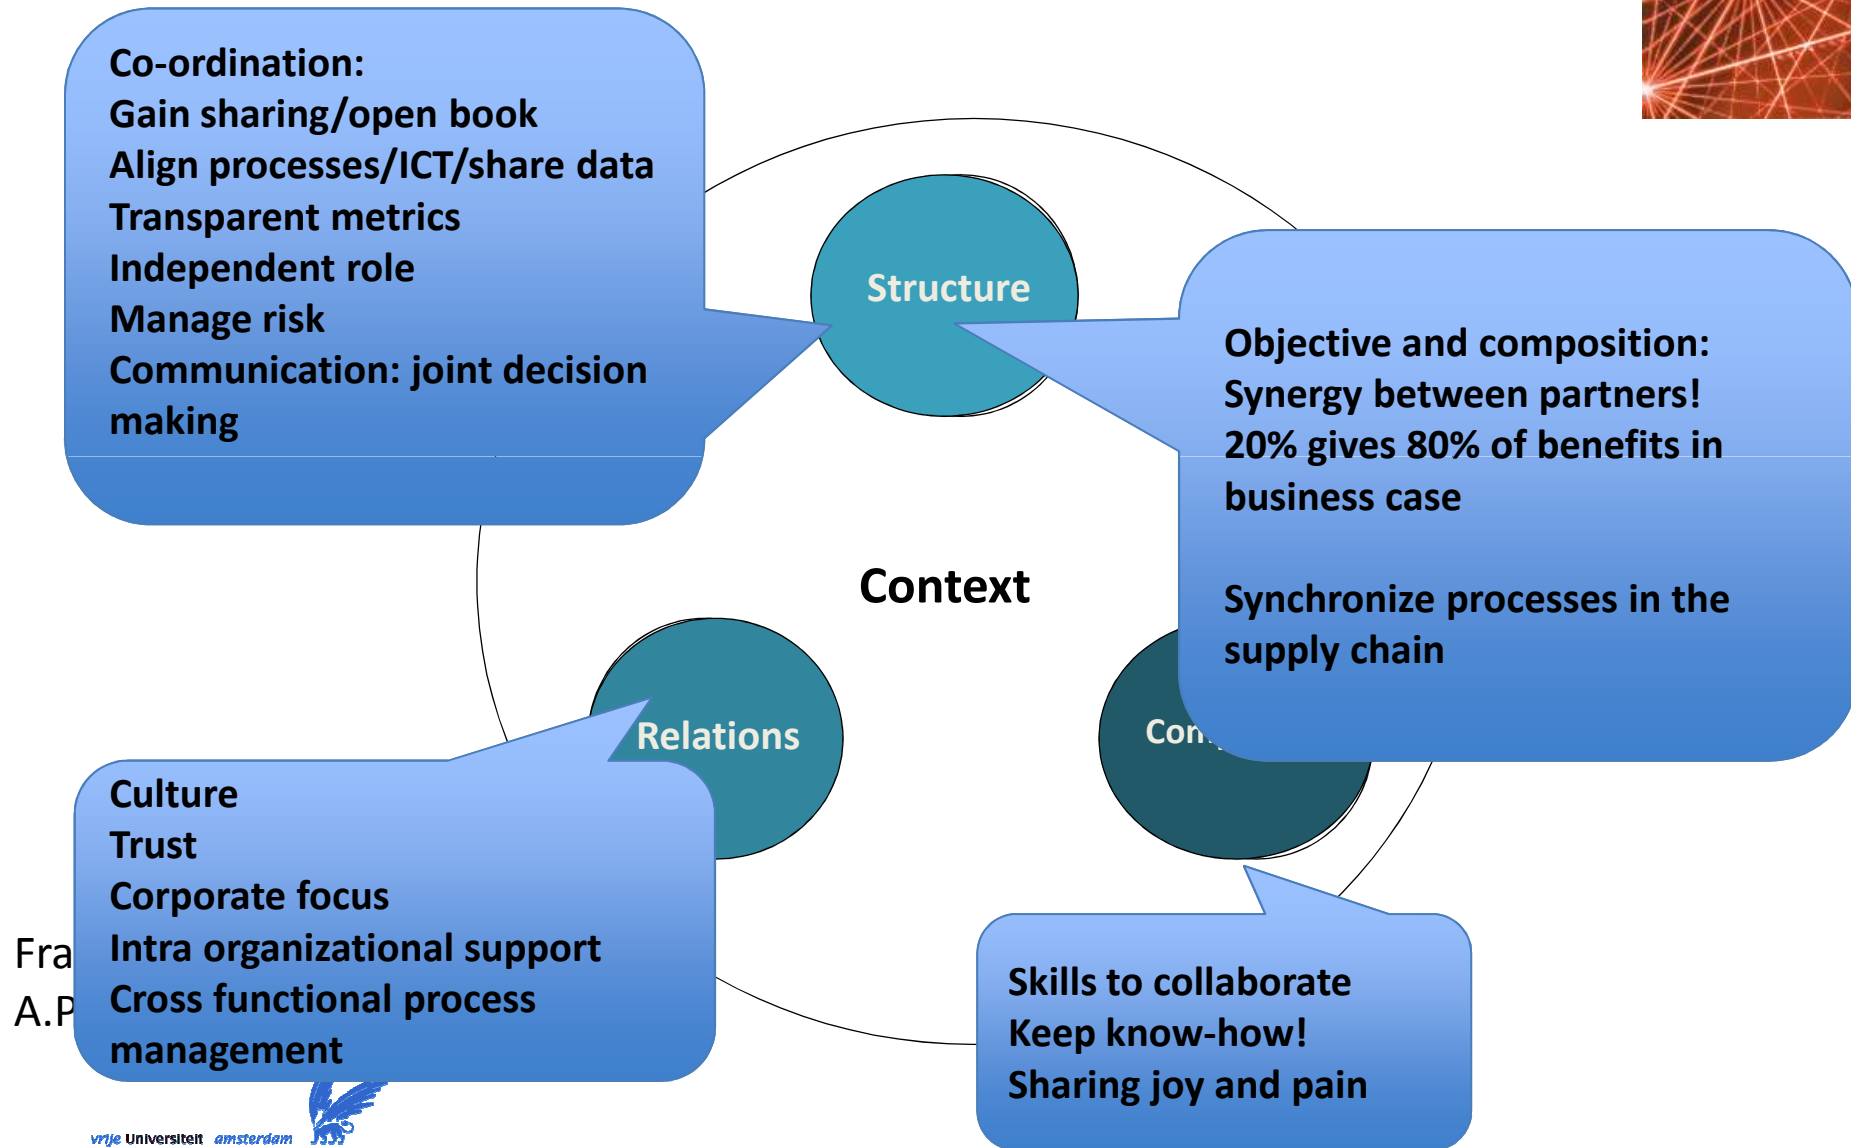 Co-ordination:
Gain sharing/open book
Align processes/ICT/share data
Transparent metrics
Independent role
Manage risk
Communication: joint decision
making
Structure
Objective and composition:
Synergy between partners!
20% gives 80% of benefits in
business case
Synchronize processes in the
supply chain
Context
Relations
Culture
Trust
Corporate focus
Intra organizational support
Cross functional process
management
Skills to collaborate
Keep know-how!
Sharing joy and pain
vrije Universiteit amsterdam